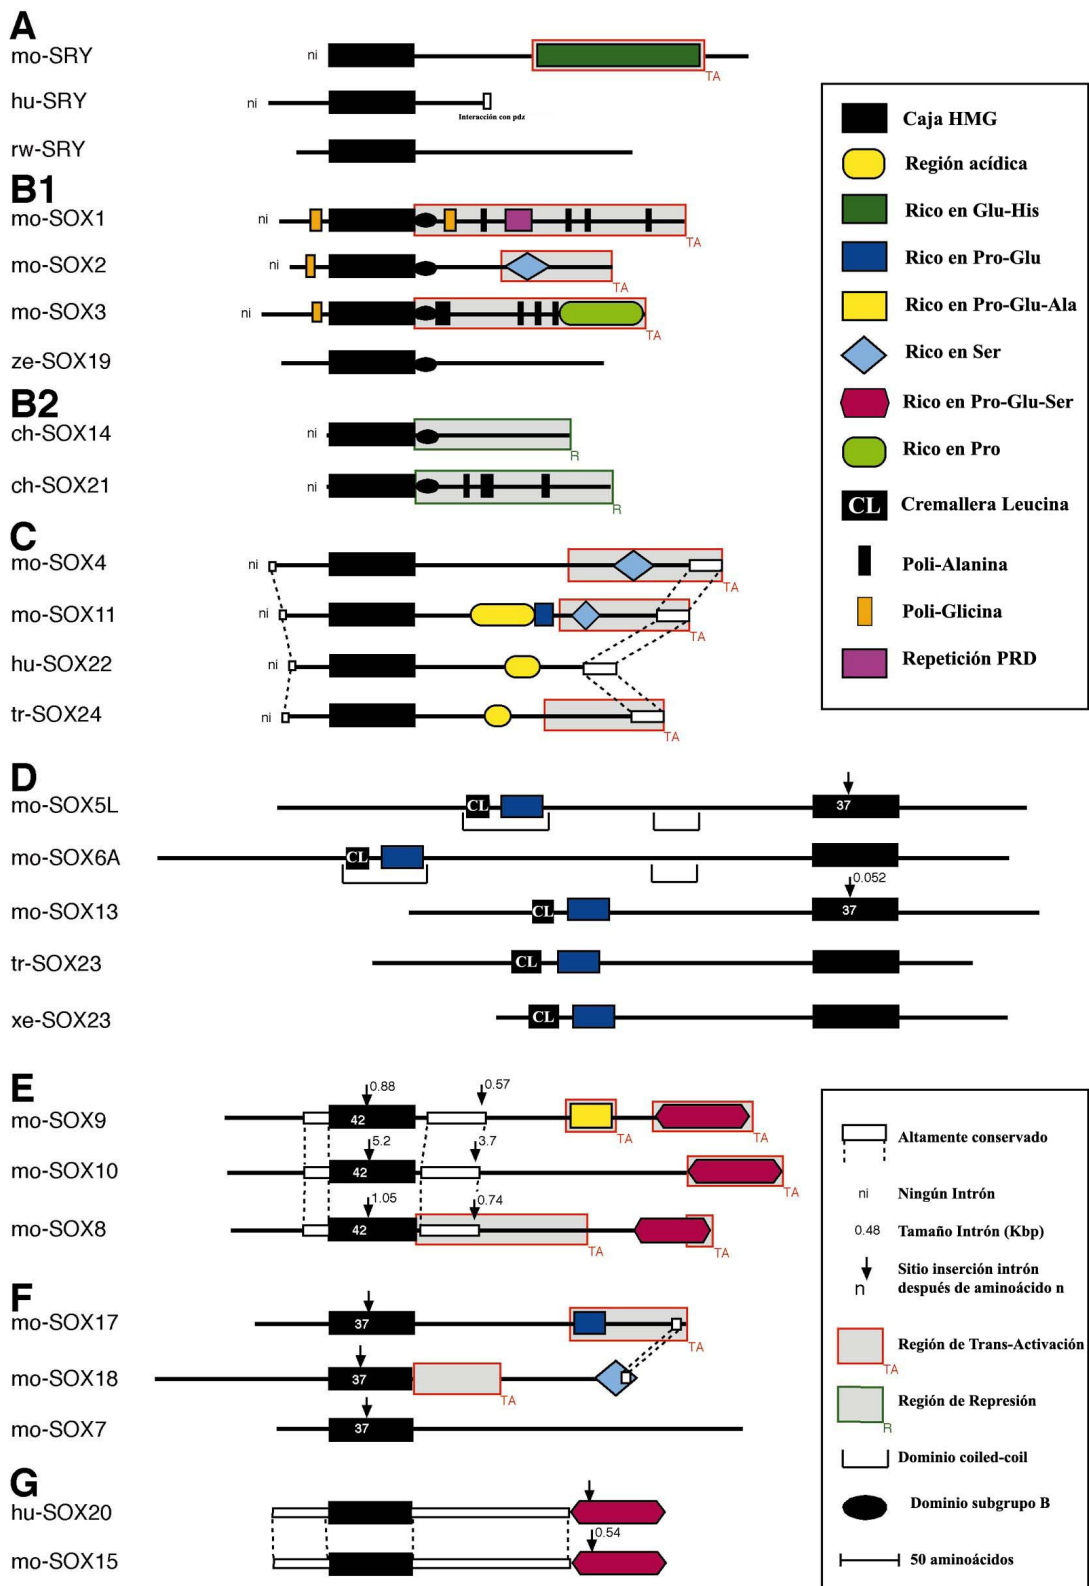 A
mo-SRY
ni
TA
hu-SRY
ni
Interacción con pdz
rw-SRY
B1
mo-SOX1
ni
TA
mo-SOX2
ni
TA
mo-SOX3
ni
TA
ze-SOX19
B2
ch-SOX14
ni
R
ch-SOX21
ni
R
C
mo-SOX4
ni
TA
mo-SOX11
ni
TA
hu-SOX22
ni
tr-SOX24
ni
TA
Caja HMG
Región acídica
Rico en Glu-His
Rico en Pro-Glu
Rico en Pro-Glu-Ala
Rico en Ser
Rico en Pro-Glu-Ser
Rico en Pro
CL Cremallera Leucina
Poli-Alanina
Poli-Glicina
Repetición PRD
D
mo-SOX5L
CL
37
mo-SOX6A
CL
0.052
mo-SOX13
CL
37
tr-SOX23
CL
xe-SOX23
CL
E
0.88
0.57
mo-SOX9
42
TA
TA
5.2
3.7
mo-SOX10
42
TA
1.05
0.74
mo-SOX8
42
TA
TA
F
mo-SOX17
37
TA
mo-SOX18
37
TA
mo-SOX7
37
G
hu-SOX20
0.54
mo-SOX15
Altamente conservado
ni Ningún Intrón
0.48 Tamaño Intrón (Kbp)
Sitio inserción intrón
n después de aminoácido n
Región de Trans-Activación
TA
Región de Represión
R
Dominio coiled-coil
Dominio subgrupo B
50 aminoácidos